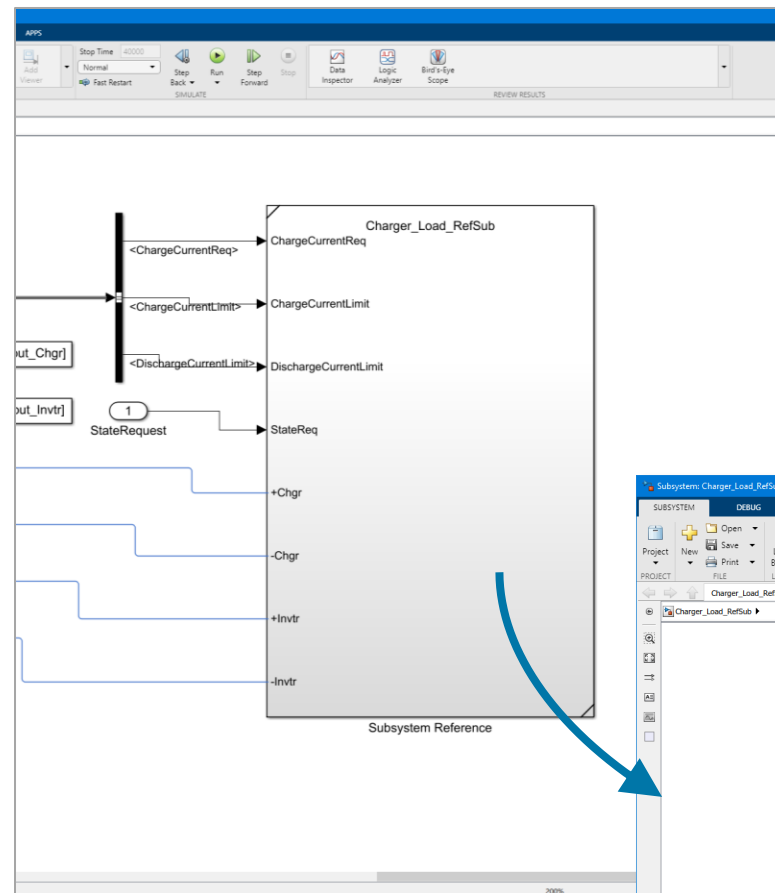 APPS
Add
Viewer
Stop Time 40000
Normal
Fast Restart
Step
Back
Run
Step
Forward
Stop
SIMULATE
Data
Inspector
Logic
Analyzer
Bird's-Eye
Scope
REVIEW RESULTS
Charger_Load_RefSub
<ChargeCurrentReq>
ChargeCurrentReq
<ChargeCurrentLimit>
ChargeCurrentLimit
out_Chgr]
<DischargeCurrentLimit>
DischargeCurrentLimit
out_Invtr]
1
StateRequest
StateReq
+Chgr
-Chgr
+Invtr
-Invtr
Subsystem Reference
200%
Subsystem: Charger_Load_RefSu
SUBSYSTEM
DEBUG
Project
New
Open
Save
Print
PROJECT
FILE
Charger_Load_Ref
Charger_Load_RefSub